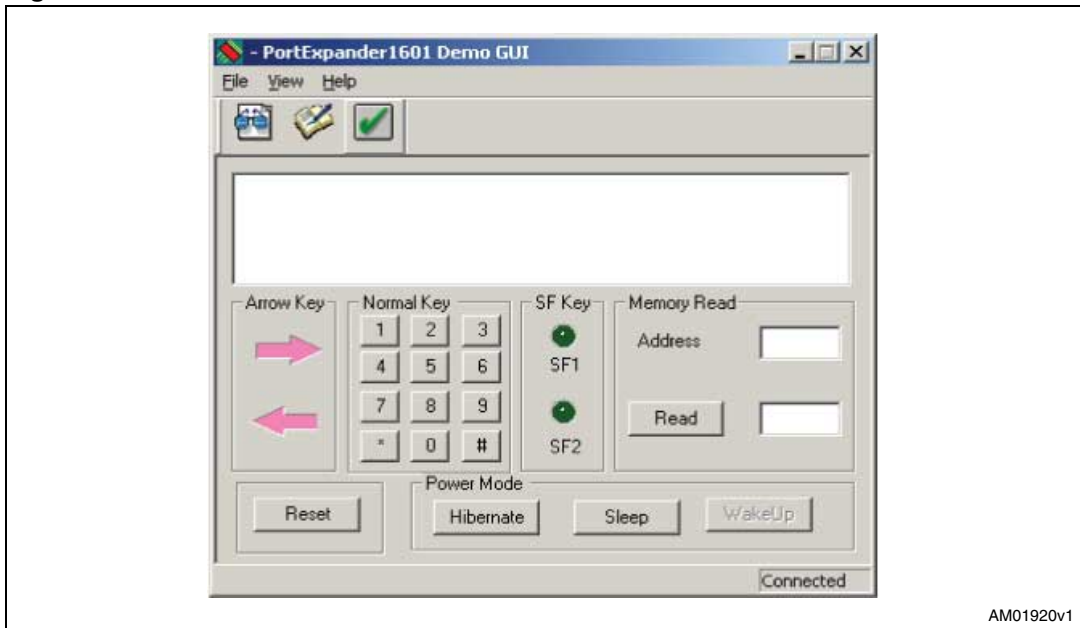 - PortExpander1601 Demo GUI
File View Help
Arrow Key
Normal Key
1 2 3
4 5 6
7 8 9
* 0 #
SF Key
SF1
SF2
Memory Read
Address
Read
Reset
Power Mode
Hibernate Sleep WakeUp
Connected
AM01920v1